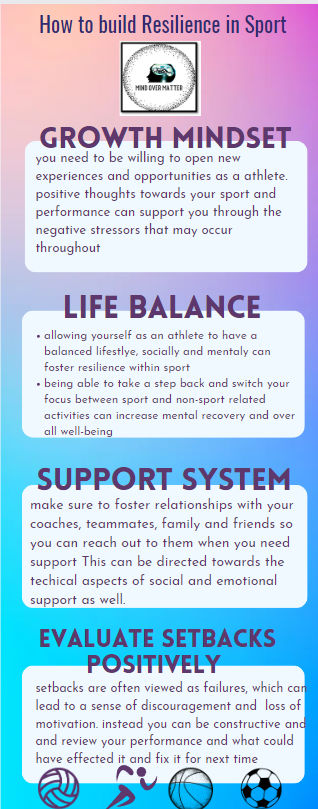 How to build Resilience in Sport
MIND OVER MATTER
GROWTH MINDSET
you need to be willing to open new
experiences and opportunities as a athlete.
positive thoughts towards your sport and
performance can support you through the
negative stressors that may occur
throughout
LIFE BALANCE
• allowing yourself as an athlete to have a
balanced lifestlye, socially and mentaly can
foster resilience within sport
• being able to take a step back and switch your
focus between sport and non-sport related
activities can increase mental recovery and over
all well-being
SUPPORT SYSTEM
make sure to foster relationships with your
coaches, teammates, family and friends so
you can reach out to them when you need
support This can be directed towards the
techical aspects of social and emotional
support as well.
EVALUATE SETBACKS
POSITIVELY
setbacks are often viewed as failures, which can
lead to a sense of discouragement and loss of
motivation. instead you can be constructive and
and review your performance and what could
have effected it and fix it for next time